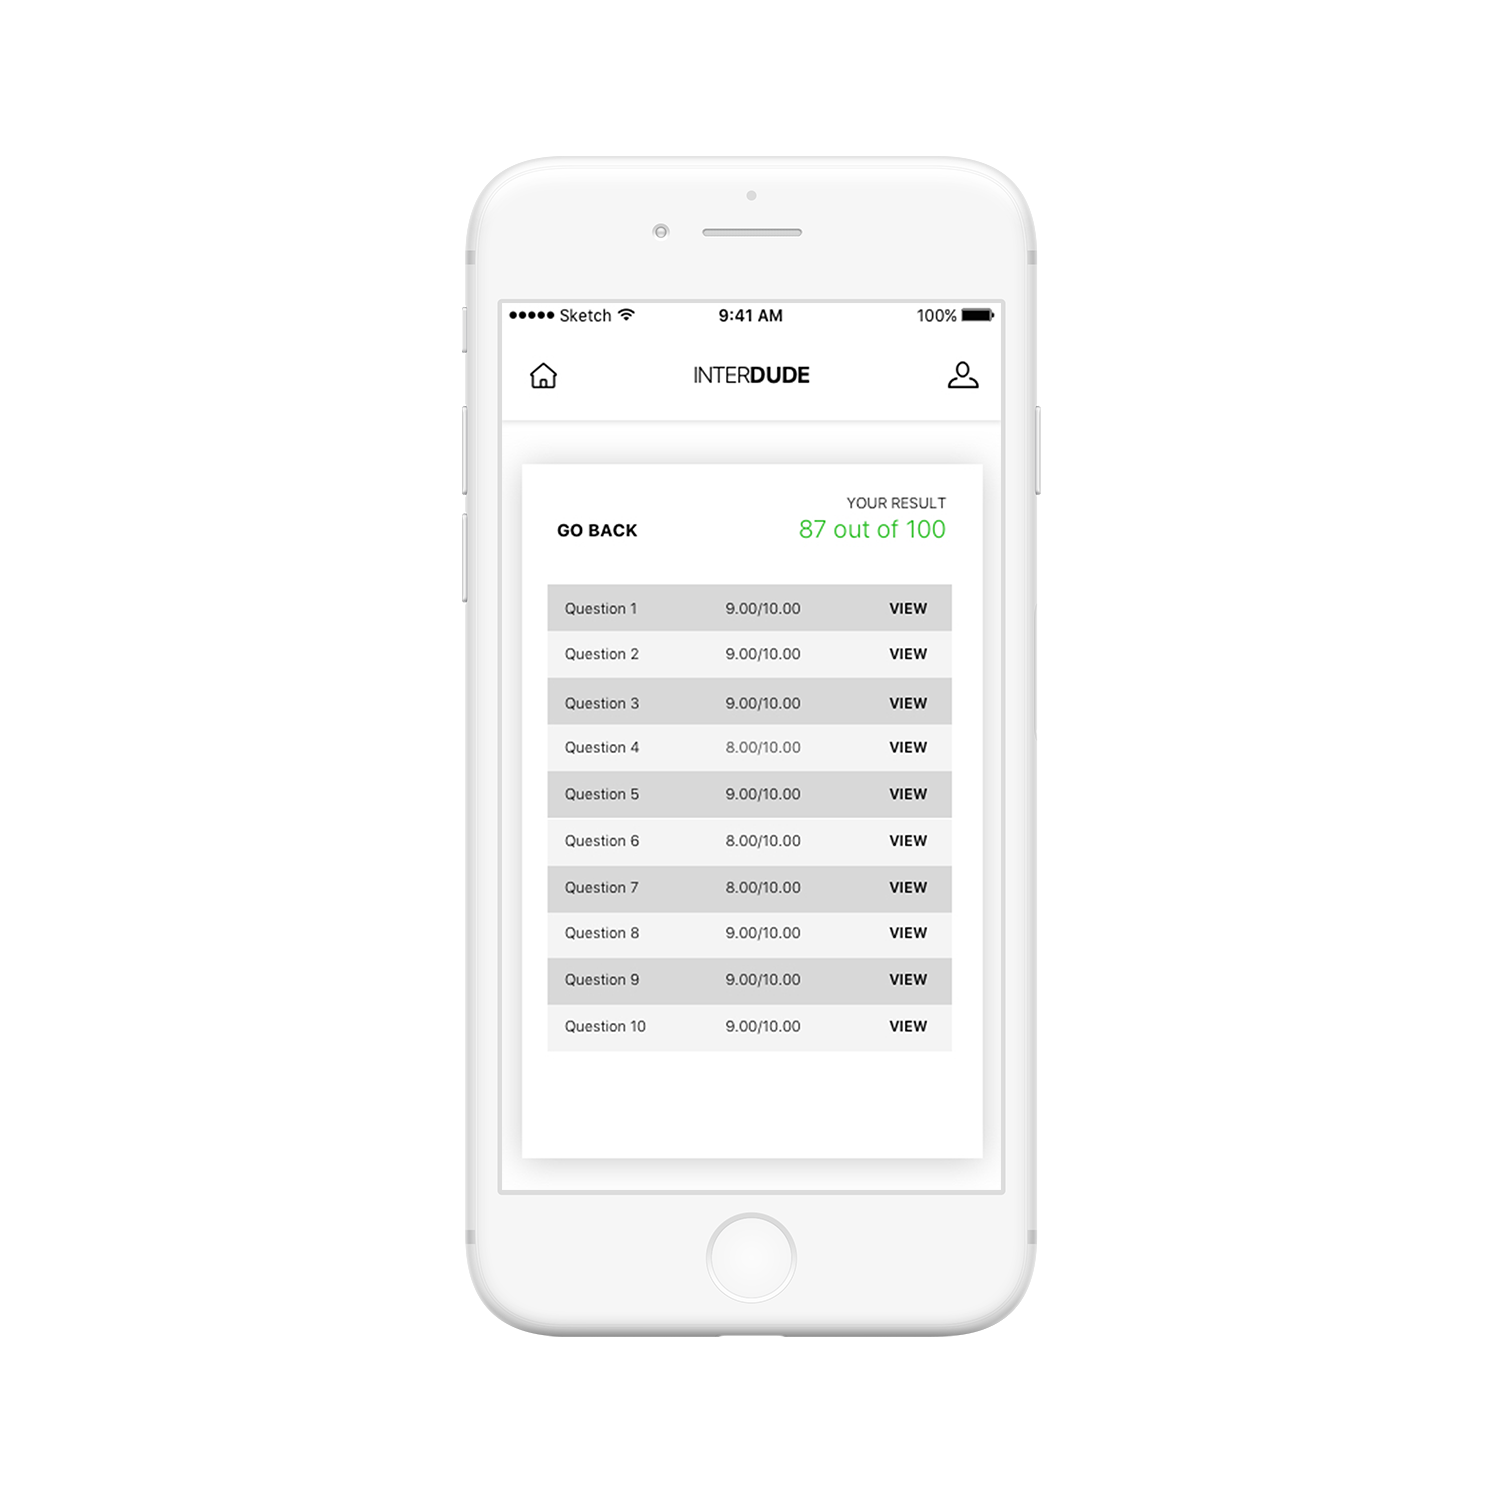 Sketch 9:41 AM 100%
INTERDUDE
YOUR RESULT
GO BACK 87 out of 100
Question 1 9.00/10.00 VIEW
Question 2 9.00/10.00 VIEW
Question 3 9.00/10.00 VIEW
Question 4 8.00/10.00 VIEW
Question 5 9.00/10.00 VIEW
Question 6 8.00/10.00 VIEW
Question 7 8.00/10.00 VIEW
Question 8 9.00/10.00 VIEW
Question 9 9.00/10.00 VIEW
Question 10 9.00/10.00 VIEW